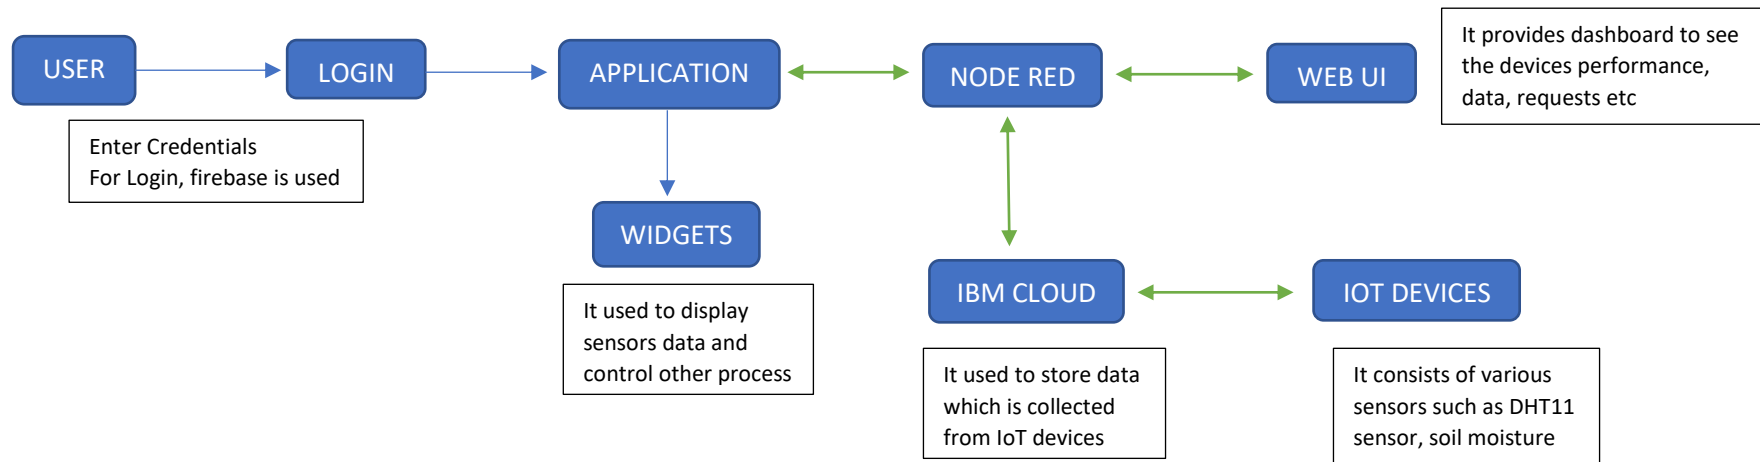 USER
LOGIN
APPLICATION
NODE RED
WEB UI
It provides dashboard to see
the devices performance,
data, requests etc
Enter Credentials
For Login, firebase is used
WIDGETS
It used to display
sensors data and
control other process
IBM CLOUD
IOT DEVICES
It used to store data
which is collected
from IoT devices
It consists of various
sensors such as DHT11
sensor, soil moisture